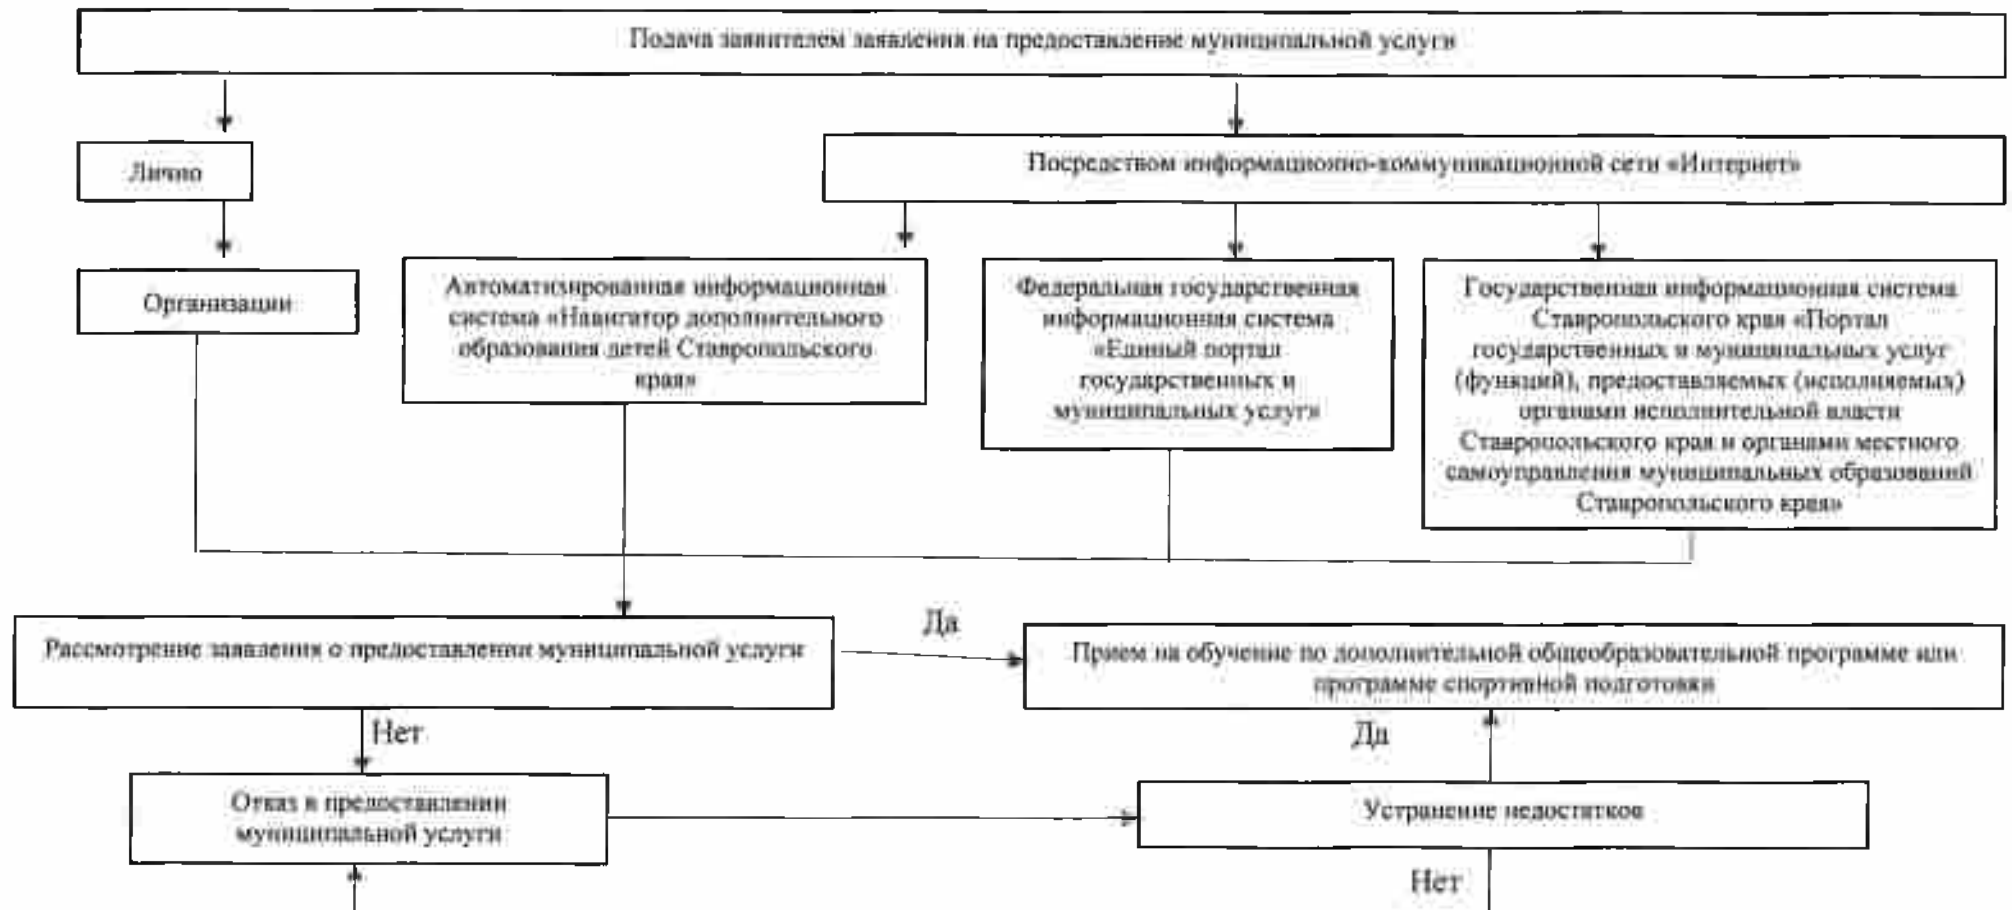 Подача заявителем заявления на предоставление муниципальной услуги
Лично
Посредством информационно-коммуникационной сети «Интернет»
Организации
Автоматизированная информационная
система «Навигатор дополнительного
образования детей Ставропольского
края»
Федеральная государственная
информационная система
«Единый портал
государственных и
муниципальных услуг»
Государственная информационная система
Ставропольского края «Портал
государственных и муниципальных услуг
(функций), предоставляемых (исполняемых)
органами исполнительной власти
Ставропольского края и органами местного
самоуправления муниципальных образований
Ставропольского края»
Рассмотрение заявления о предоставлении муниципальной услуги
Да
Прием на обучение по дополнительной общеобразовательной программе или
программе спортивной подготовки
Нет
Да
Отказ в предоставлении
муниципальной услуги
Устранение недостатков
Нет